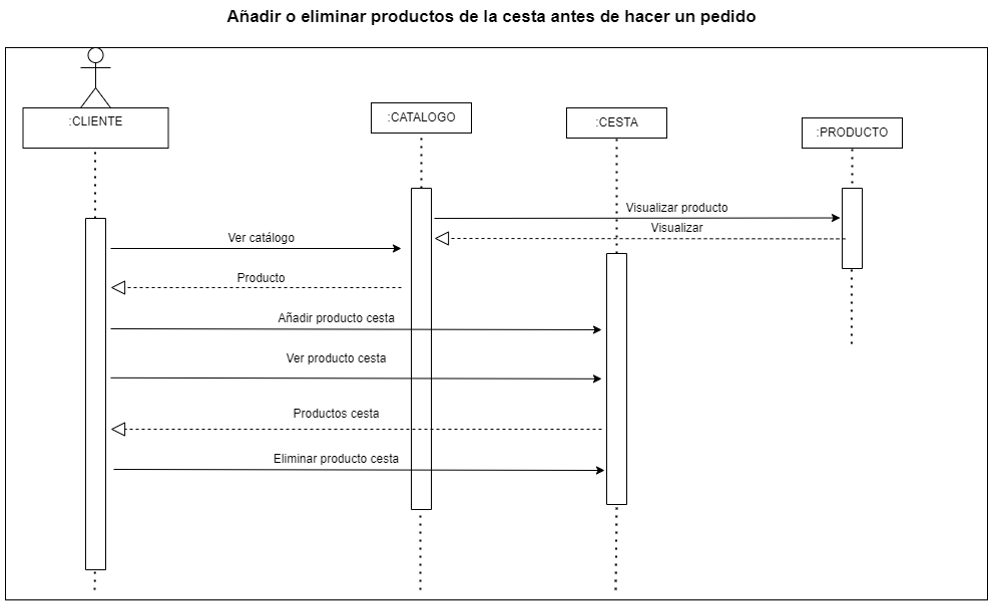 Añadir o eliminar productos de la cesta antes de hacer un pedido
:CLIENTE
:CATALOGO
:CESTA
:PRODUCTO
Visualizar producto
Visualizar
Ver catálogo
Producto
Añadir producto cesta
Ver producto cesta
Productos cesta
Eliminar producto cesta